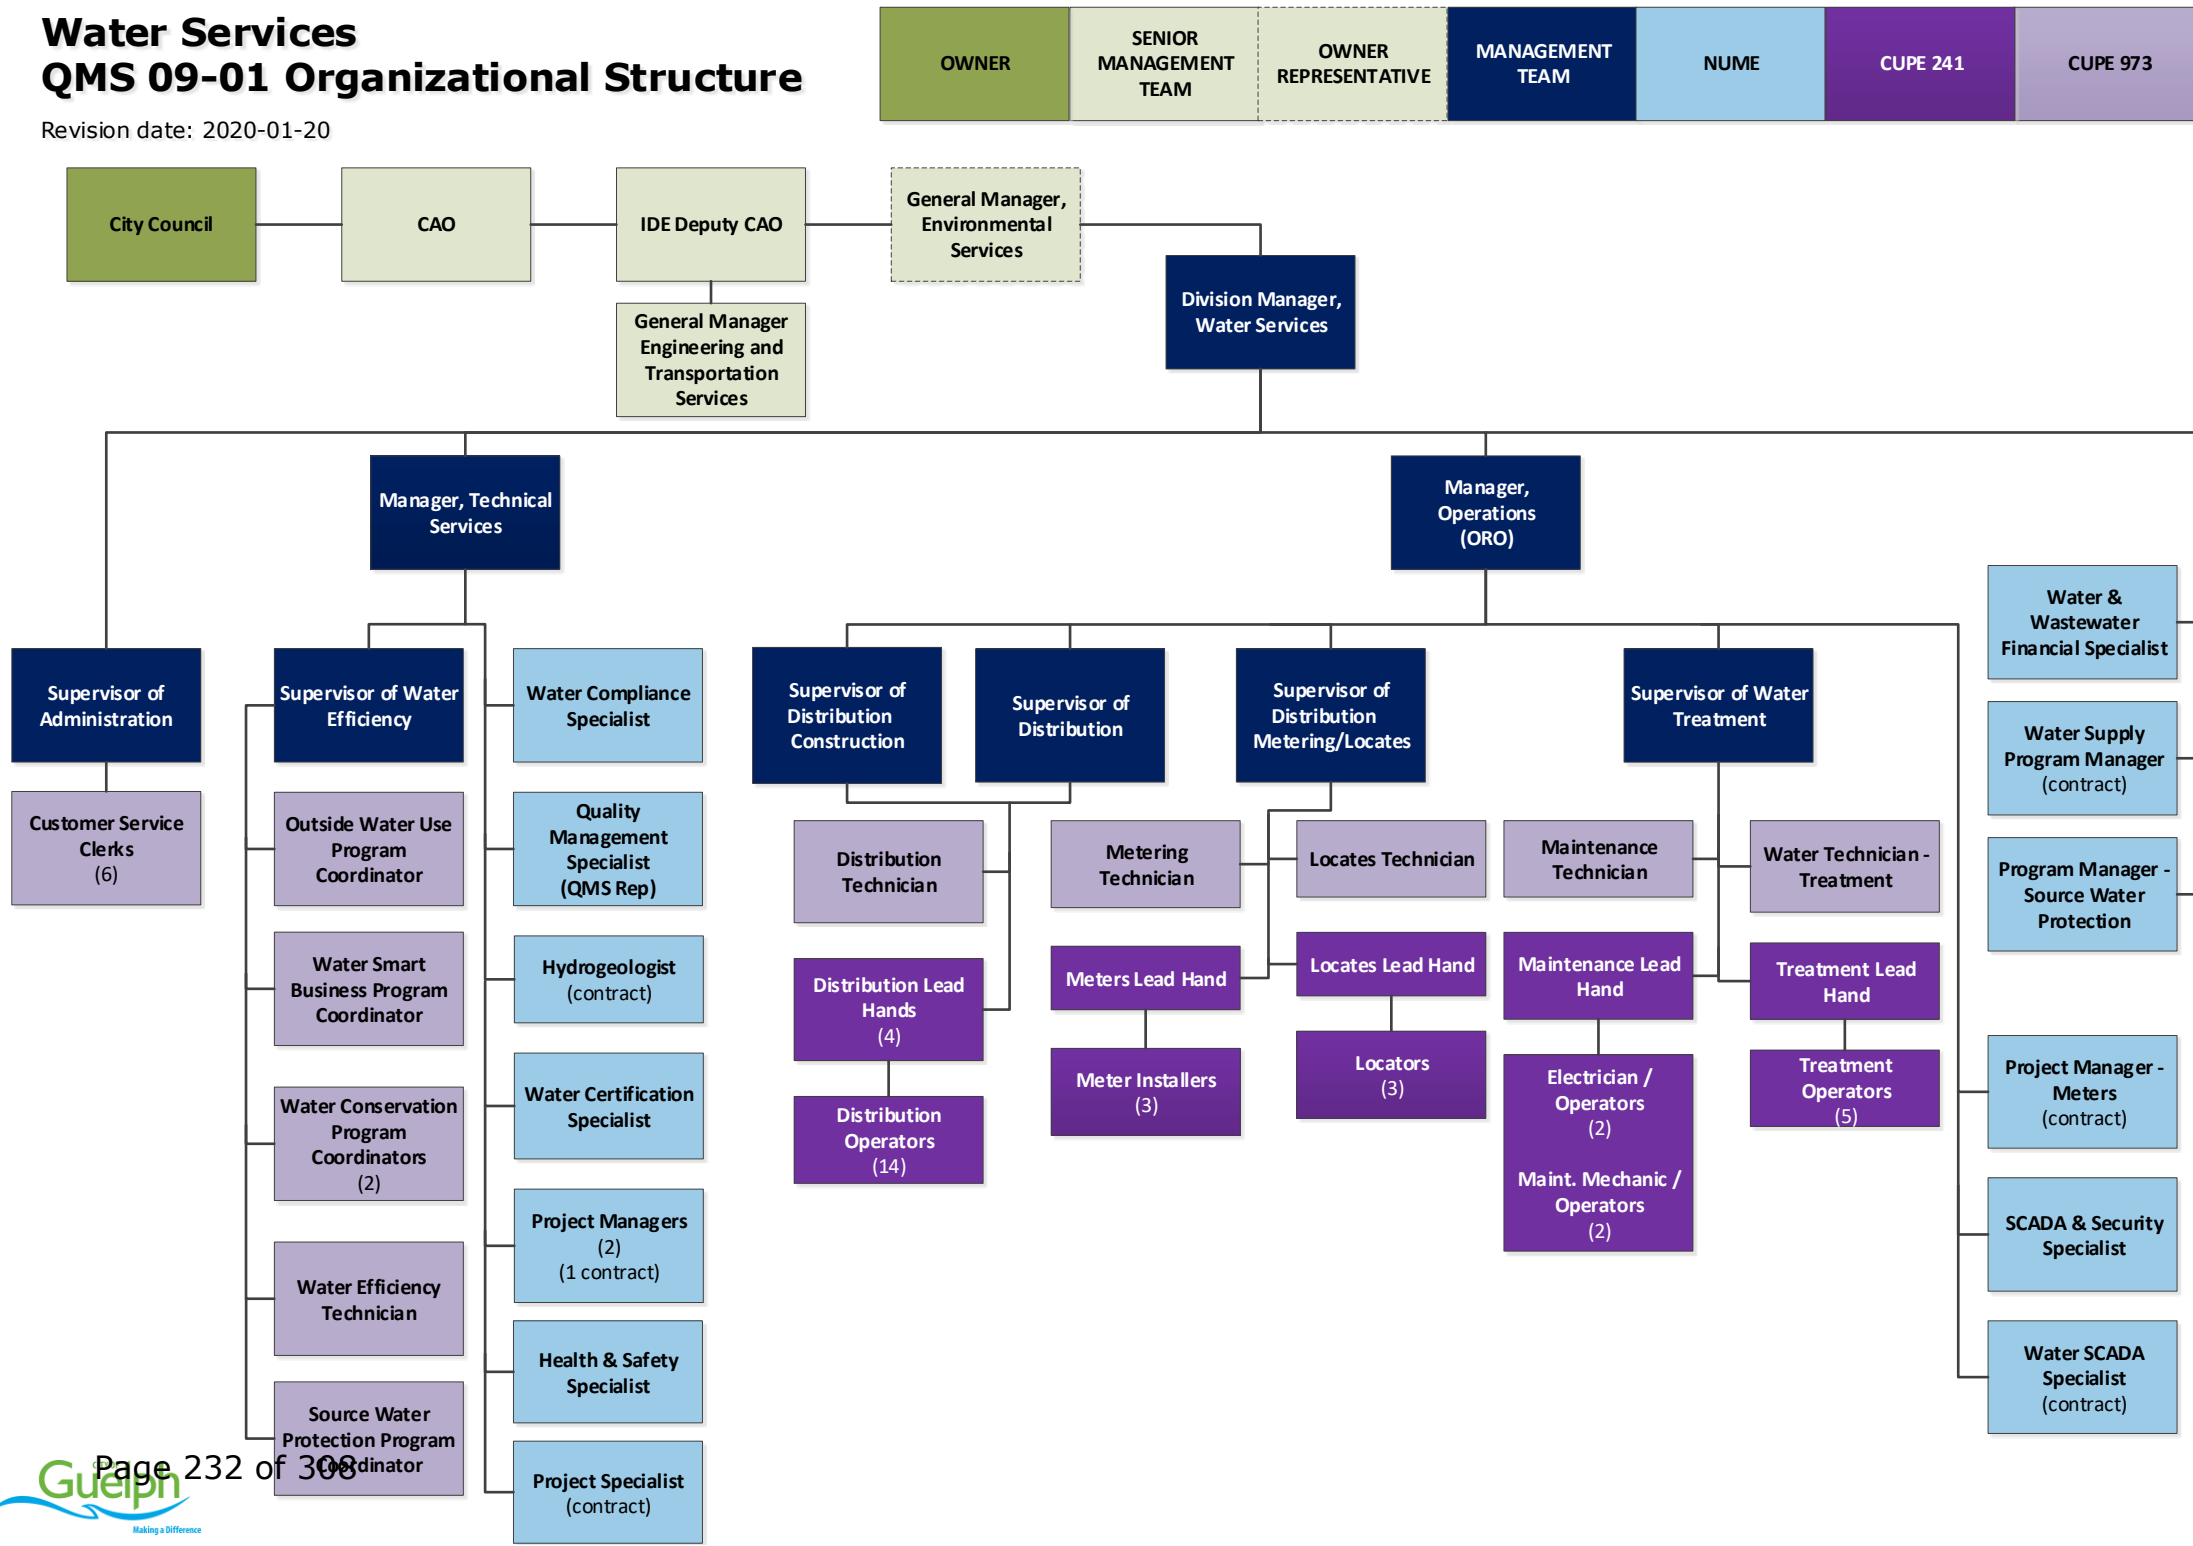 Water Services
QMS 09-01 Organizational Structure
Revision date: 2020-01-20
OWNER
SENIOR
MANAGEMENT
TEAM
OWNER
REPRESENTATIVE
MANAGEMENT
TEAM
NUME
CUPE 241
CUPE 973
City Council
CAO
IDE Deputy CAO
General Manager,
Environmental
Services
General Manager
Engineering and
Transportation
Services
Division Manager,
Water Services
Manager, Technical
Services
Manager,
Operations
(ORO)
Supervisor of
Administration
Customer Service
Clerks
(6)
Supervisor of Water
Efficiency
Outside Water Use
Program
Coordinator
Water Smart
Business Program
Coordinator
Water Conservation
Program
Coordinators
(2)
Water Efficiency
Technician
Source Water
Protection Program
Coordinator
Water Compliance
Specialist
Quality
Management
Specialist
(QMS Rep)
Hydrogeologist
(contract)
Water Certification
Specialist
Project Managers
(2)
(1 contract)
Health & Safety
Specialist
Project Specialist
(contract)
Supervisor of
Distribution
Construction
Supervisor of
Distribution
Distribution
Technician
Distribution Lead
Hands
(4)
Distribution
Operators
(14)
Supervisor of
Distribution
Metering/Locates
Metering
Technician
Meters Lead Hand
Meter Installers
(3)
Locates Technician
Locates Lead Hand
Locators
(3)
Supervisor of Water
Treatment
Maintenance
Technician
Maintenance Lead
Hand
Electrician /
Operators
(2)
Maint. Mechanic /
Operators
(2)
Water Technician -
Treatment
Treatment Lead
Hand
Treatment
Operators
(5)
Water &
Wastewater
Financial Specialist
Water Supply
Program Manager
(contract)
Program Manager -
Source Water
Protection
Project Manager -
Meters
(contract)
SCADA & Security
Specialist
Water SCADA
Specialist
(contract)
Page 232 of 308
Guelph
Making a Difference